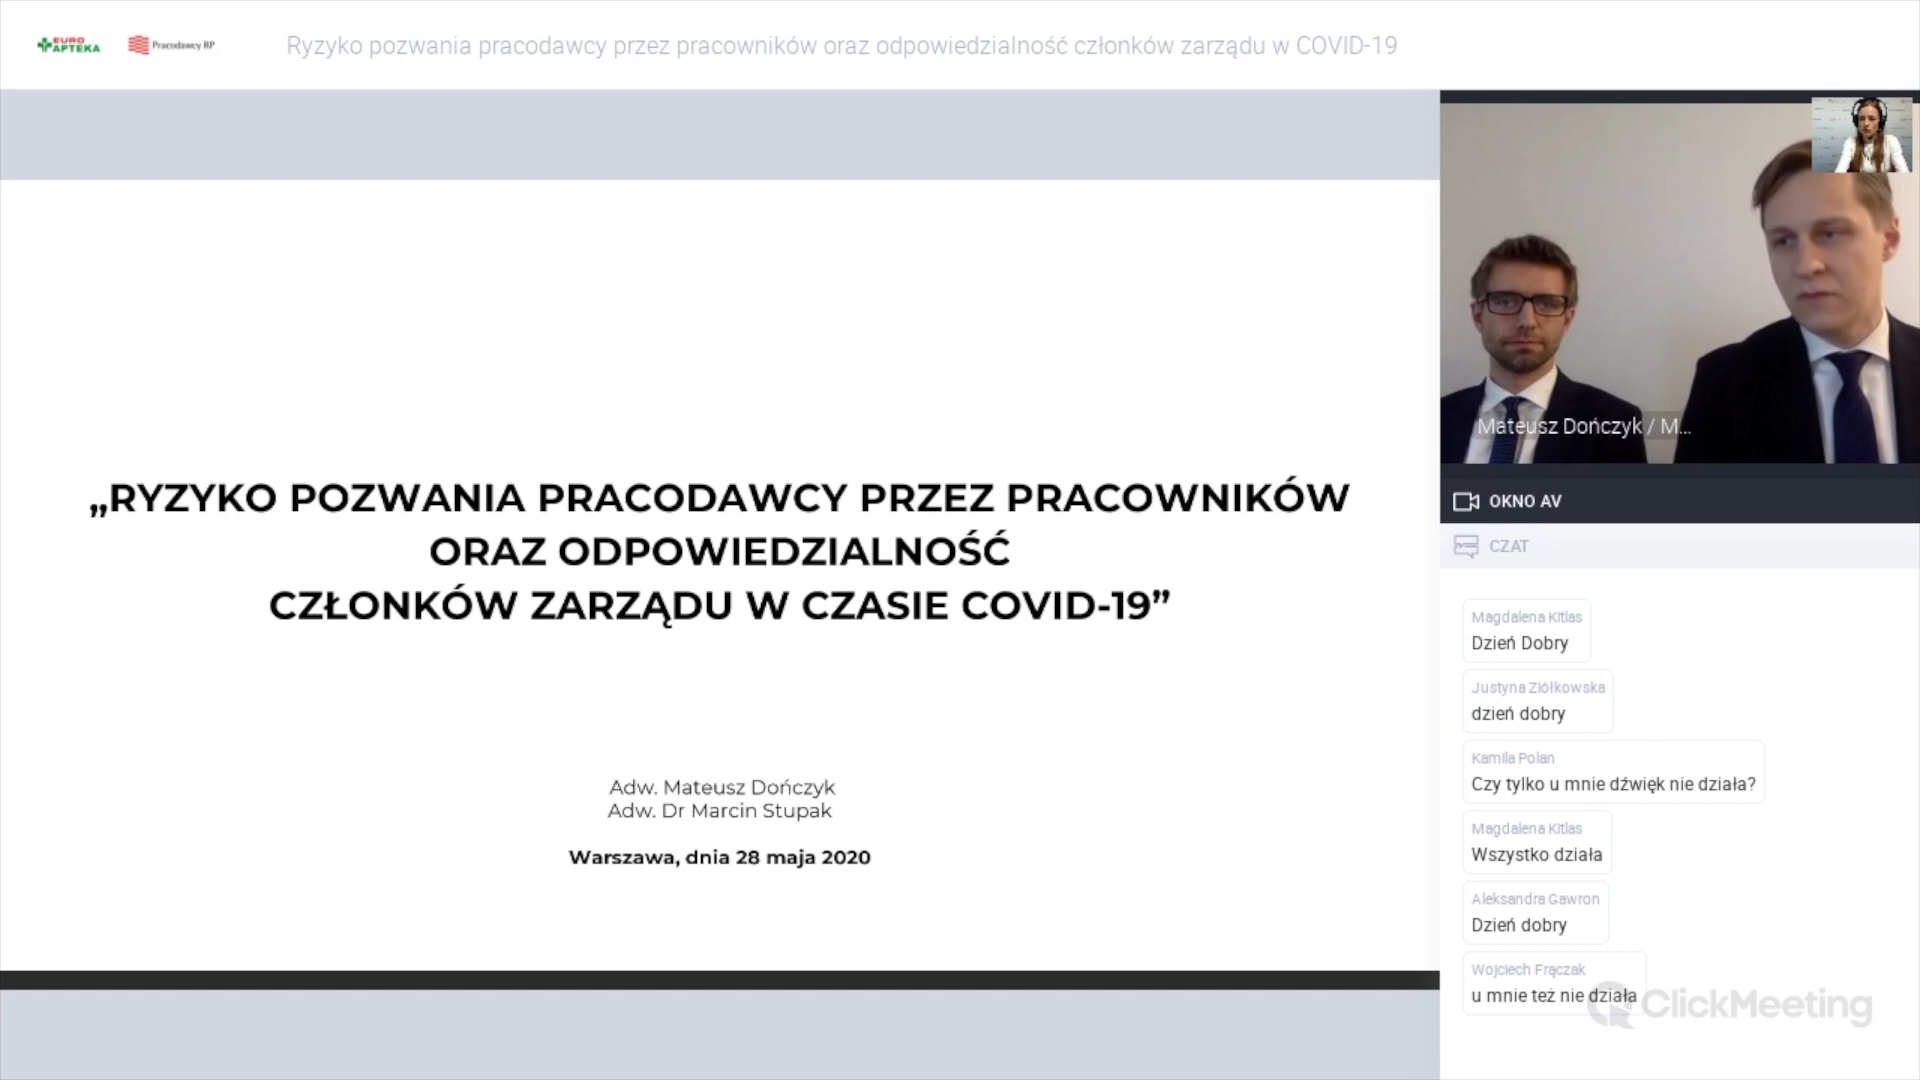 EURO
APTEKA
Pracodawcy RP
Ryzyko pozwania pracodawcy przez pracowników oraz odpowiedzialność członków zarządu w COVID-19
„RYZYKO POZWANIA PRACODAWCY PRZEZ PRACOWNIKÓW
ORAZ ODPOWIEDZIALNOŚĆ
CZŁONKÓW ZARZĄDU W CZASIE COVID-19”
Adw. Mateusz Dończyk
Adw. Dr Marcin Stupak
Warszawa, dnia 28 maja 2020
Mateusz Dończyk / M...
OKNO AV
CZAT
Magdalena Kitlas
Dzień Dobry
Justyna Ziółkowska
dzień dobry
Kamila Polan
Czy tylko u mnie dźwięk nie działa?
Magdalena Kitlas
Wszystko działa
Aleksandra Gawron
Dzień dobry
Wojciech Frączak
u mnie też nie działa
ClickMeeting